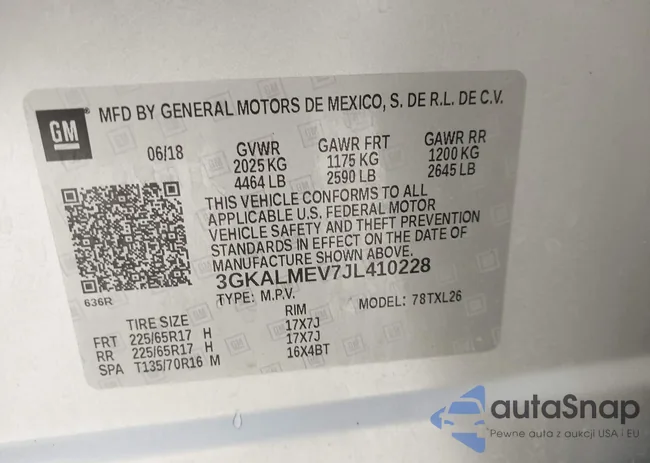 GM
MFD BY GENERAL MOTORS DE MEXICO, S. DE R.L. DE C.V.
06/18 GVWR GAWR FRT GAWR RR
2025 KG 1175 KG 1200 KG
4464 LB 2590 LB 2645 LB
THIS VEHICLE CONFORMS TO ALL
APPLICABLE U.S. FEDERAL MOTOR
VEHICLE SAFETY AND THEFT PREVENTION
STANDARDS IN EFFECT ON THE DATE OF
MANUFACTURE SHOWN ABOVE.
3GKALMEV7JL410228
636R TYPE: M.P.V. MODEL: 78TXL26
TIRE SIZE RIM
FRT 225/65R17 H 17X7J
RR 225/65R17 H 17X7J
SPA T135/70R16 M 16X4BT
autaSnap
*Pewne auta z aukcji USA i EU